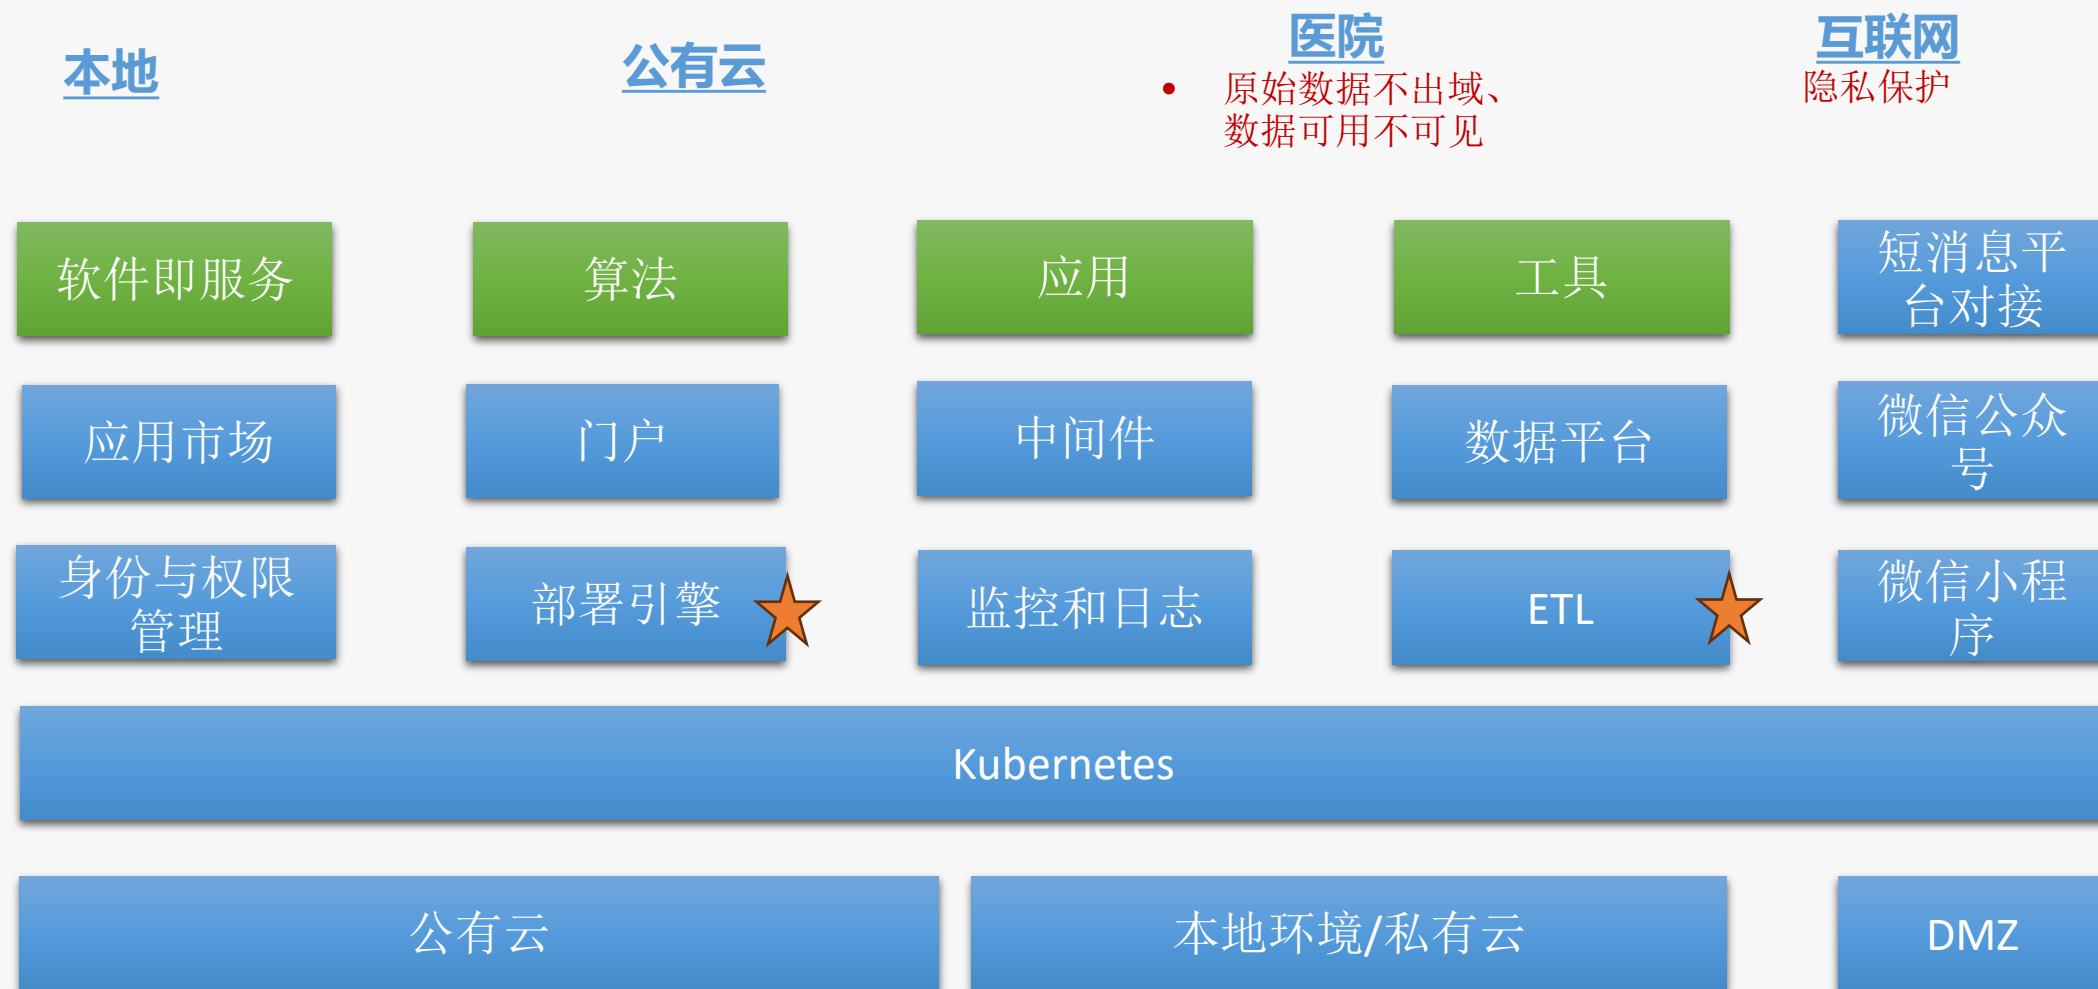 本地
公有云
医院
互联网
• 原始数据不出域、
数据可用不可见
隐私保护
软件即服务
算法
应用
工具
短消息平
台对接
应用市场
门户
中间件
数据平台
微信公众
号
身份与权限
管理
部署引擎
监控和日志
ETL
微信小程
序
Kubernetes
公有云
本地环境/私有云
DMZ